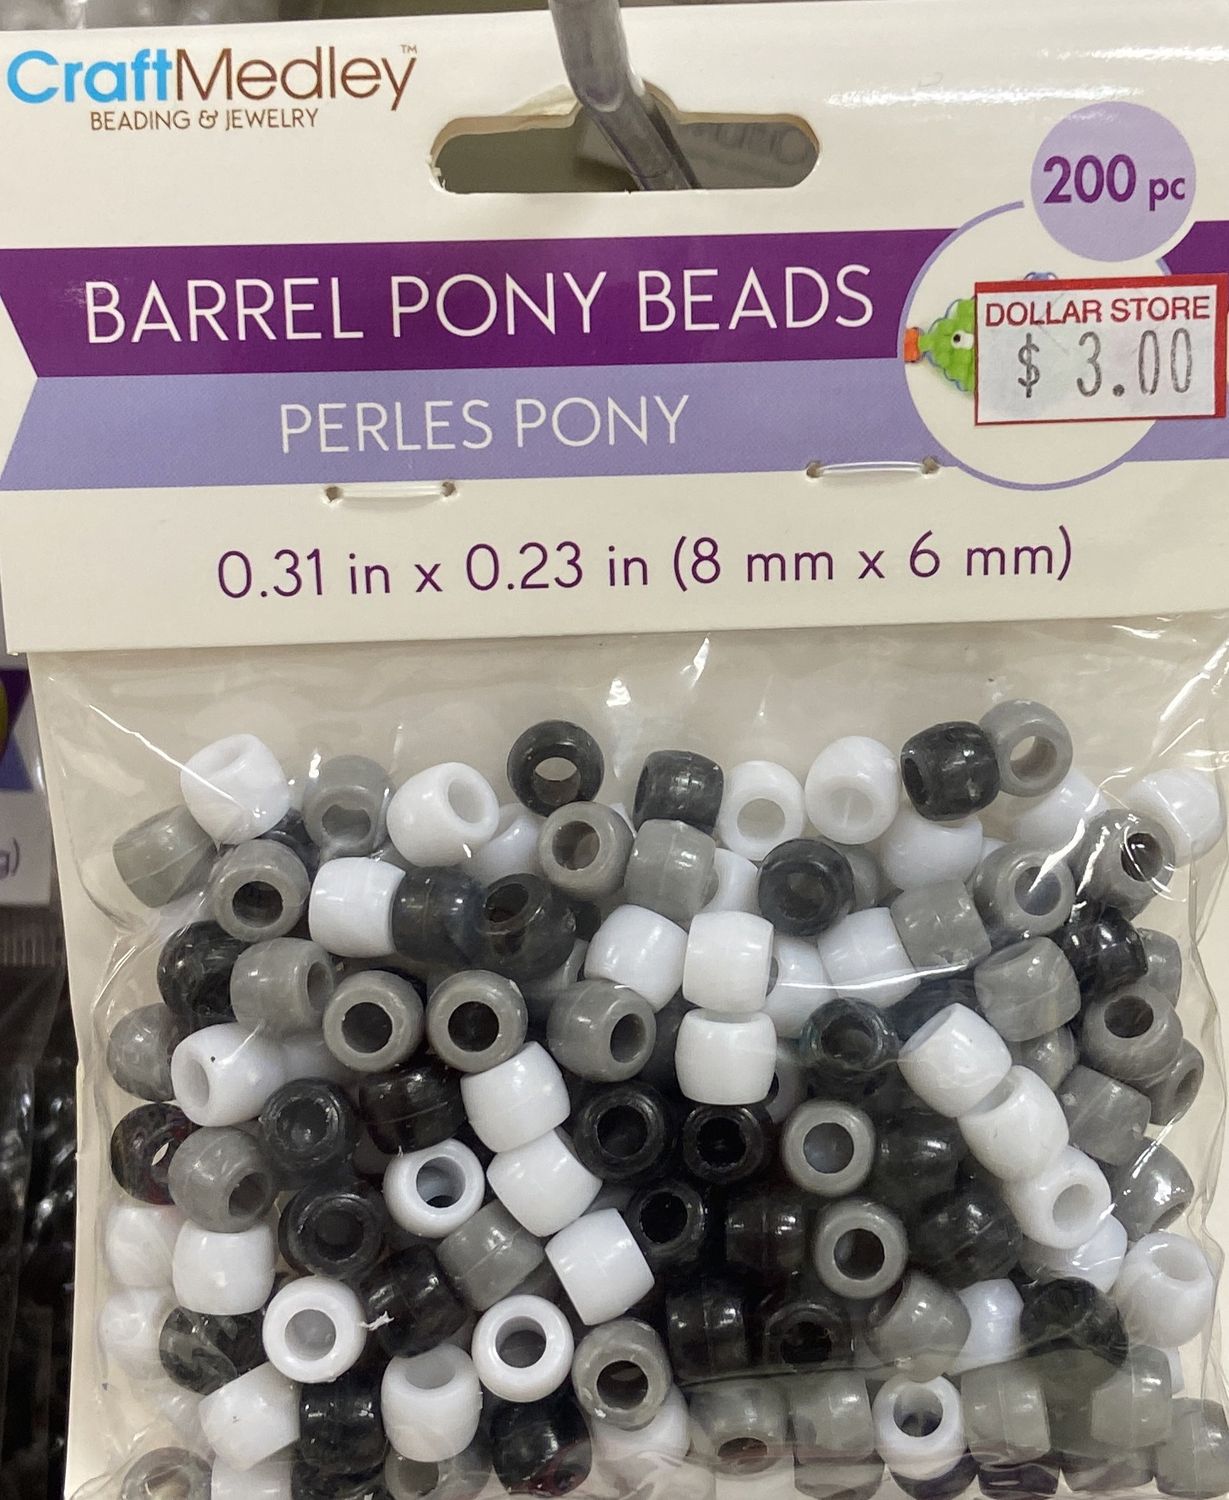 CraftMedley™
BEADING & JEWELRY
200 pc
BARREL PONY BEADS
DOLLAR STORE
$ 3.00
PERLES PONY
0.31 in x 0.23 in (8 mm x 6 mm)
g)